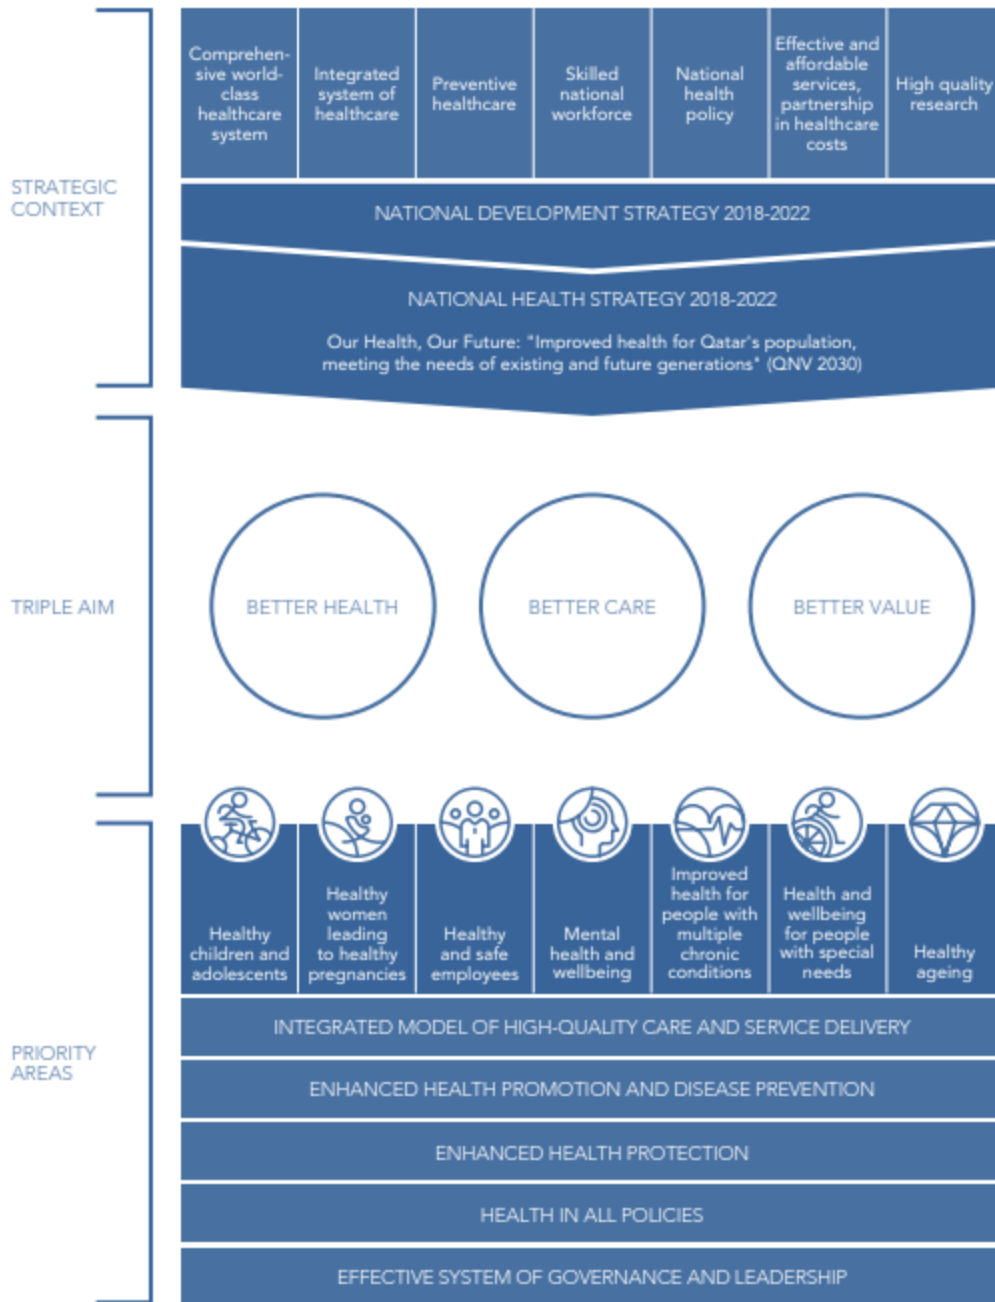 STRATEGIC
CONTEXT
Comprehen-
sive world-
class
healthcare
system
Integrated
system of
healthcare
Preventive
healthcare
Skilled
national
workforce
National
health
policy
Effective and
affordable
services,
partnership
in healthcare
costs
High quality
research
NATIONAL DEVELOPMENT STRATEGY 2018-2022
NATIONAL HEALTH STRATEGY 2018-2022
Our Health, Our Future: "Improved health for Qatar's population,
meeting the needs of existing and future generations" (QNV 2030)
TRIPLE AIM
BETTER HEALTH
BETTER CARE
BETTER VALUE
PRIORITY
AREAS
Healthy
children and
adolescents
Healthy
women
leading
to healthy
pregnancies
Healthy
and safe
employees
Mental
health and
wellbeing
Improved
health for
people with
multiple
chronic
conditions
Health and
wellbeing
for people
with special
needs
Healthy
ageing
INTEGRATED MODEL OF HIGH-QUALITY CARE AND SERVICE DELIVERY
ENHANCED HEALTH PROMOTION AND DISEASE PREVENTION
ENHANCED HEALTH PROTECTION
HEALTH IN ALL POLICIES
EFFECTIVE SYSTEM OF GOVERNANCE AND LEADERSHIP